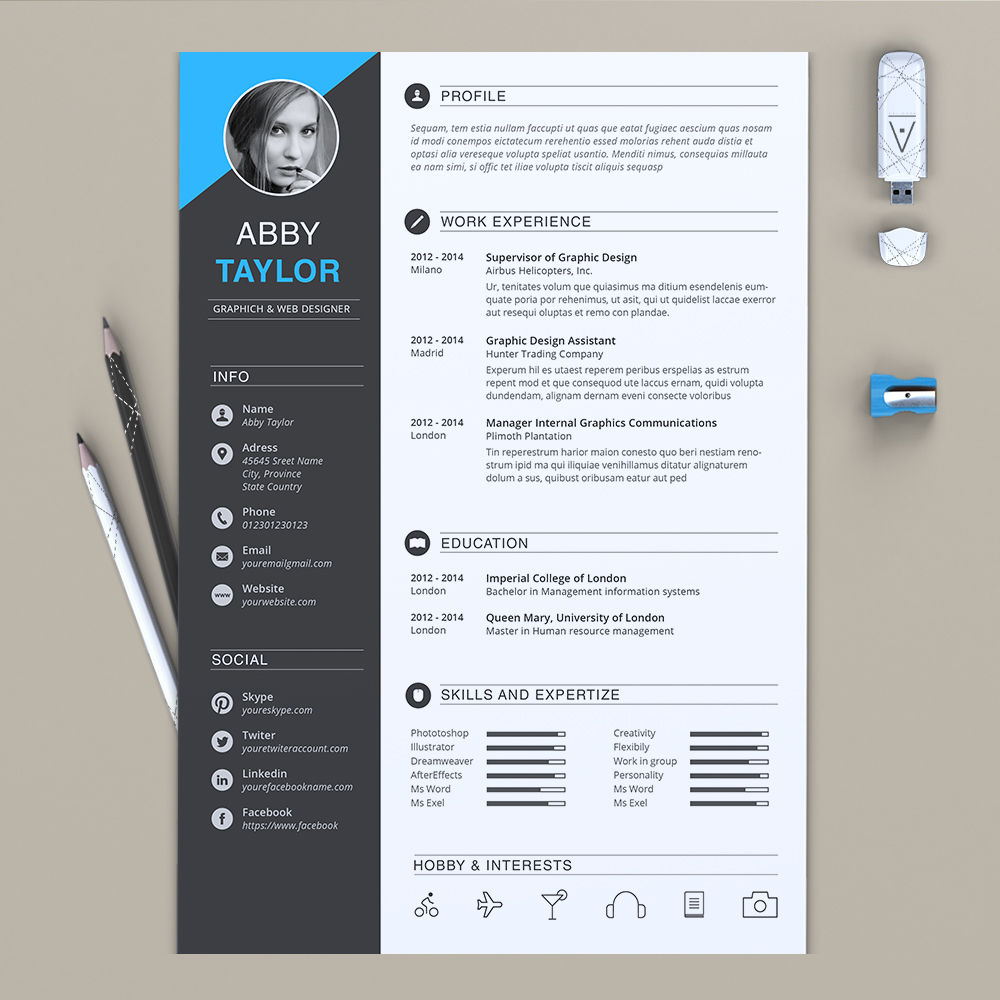 ABBY
TAYLOR
GRAPHICH & WEB DESIGNER
INFO
Name
Abby Taylor
Adress
45645 Sreet Name
City, Province
State Country
Phone
012301230123
Email
youremailgmail.com
Website
www
yourwebsite.com
SOCIAL
Skype
youreskype.com
Twiter
youretwiteraccount.com
Linkedin
in
yourefacebookname.com
Facebook
f
https://www.facebook
PROFILE
Sequam, tem estia nullam faccupti ut quas que eatat fugiaec aescium quas nosam
id modi conempos eictatecum rerehentio essed molorias rehent auda distia et
optasi alia vereseque volupta speliat usantio. Menditi nimus, consequias millauta
ea nam simi, si offic tet iliae volupta tiscit aliquis sequasp
WORK EXPERIENCE
2012 - 2014
Milano
Supervisor of Graphic Design
Airbus Helicopters, Inc.
Ur, tenitates volum que quiasimus ma ditium esendelenis eum-
quate poria por rehenimus, ut asit, qui ut quidelist laccae exerror
aut resequi oluptas et remo con plandae.
2012 - 2014
Madrid
Graphic Design Assistant
Hunter Trading Company
Experum hil es utaest reperem peribus erspelias as estrum
repent mod et que consequod ute laccus ernam, quidi volupta
dundendam, alignam dernam eveni consecte voloribus
2012 - 2014
London
Manager Internal Graphics Communications
Plimoth Plantation
Tin reperestrum harior maion conesto quo beri nestiam reno-
strum ipid ma qui iliquiae venihillamus ditatur alignaturem
dolum a sus, quibust oribusam eatur aut ped
EDUCATION
2012 - 2014
London
Imperial College of London
Bachelor in Management information systems
2012 - 2014
London
Queen Mary, University of London
Master in Human resource management
SKILLS AND EXPERTIZE
Phototoshop
Illustrator
Dreamweaver
AfterEffects
Ms Word
Ms Exel
Creativity
Flexibily
Work in group
Personality
Ms Word
Ms Exel
HOBBY & INTERESTS